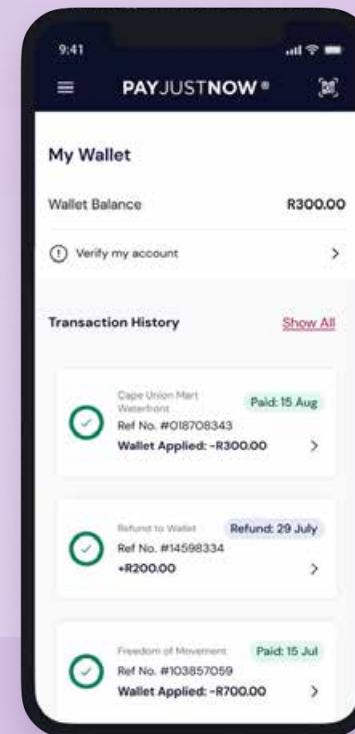 9:41
PAYJUSTNOW®
My Wallet
Wallet Balance R300.00
Verify my account
Transaction History Show All
Cape Union Mart Paid: 15 Aug
Waterfront
Ref No. #018708343
Wallet Applied: -R300.00
Refund to Wallet Refund: 29 July
Ref No. #14598334
+R200.00
Freedom of Movement Paid: 15 Jul
Ref No. #103857059
Wallet Applied: -R700.00